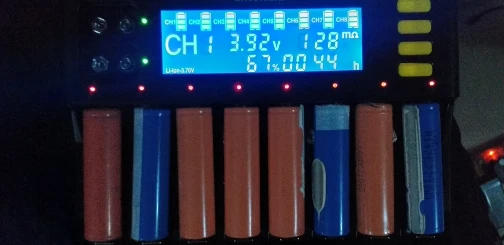 CH1 CH2 CH3 CH4 CH5 CH6 CH7 CH8
CH 1 3.92v 128 mΩ
67% 00 44 h
Li-ion-3.70V